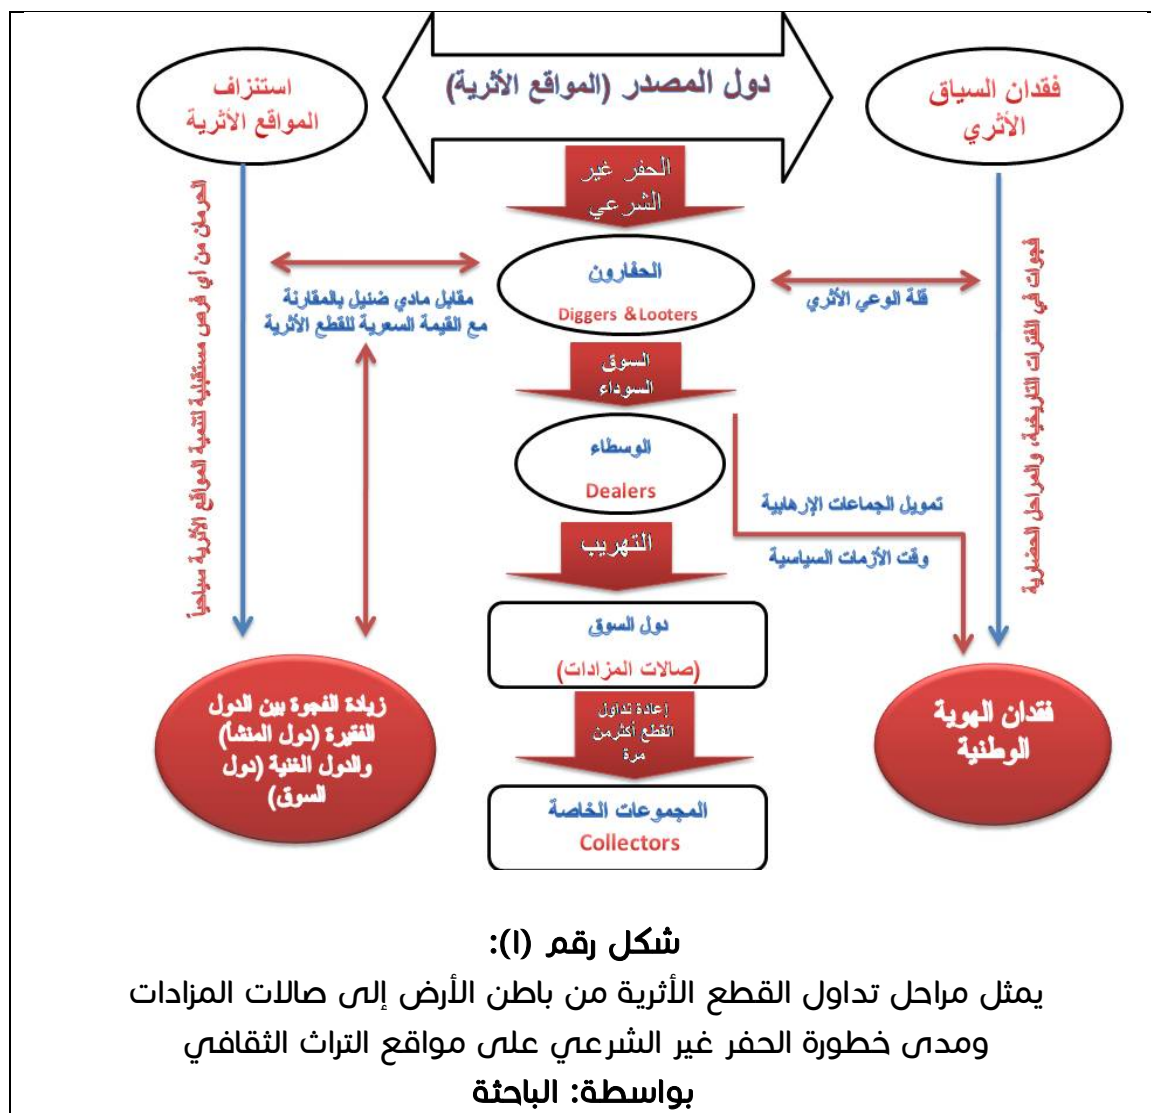 دول المصدر (المواقع الأثرية)
فقدان السياق
الأثري
استنزاف
المواقع الأثرية
الحفر غير
الشرعي
الحفارون
Diggers & Looters
قلة الوعي الأثري
مقابل مادي ضئيل بالمقارنة
مع القيمة السعرية للقطع الأثرية
فجوات في الفترات التاريخية، والمراحل الحضارية
الحرمان من أي فرص مستقبلية لتنمية المواقع الأثرية سياحياً
السوق
السوداء
الوسطاء
Dealers
تمويل الجماعات الإرهابية
وقت الأزمات السياسية
التهريب
دول السوق
(صالات المزادات)
فقدان الهوية
الوطنية
زيادة الفجوة بين الدول
الفقيرة (دول المنشأ)
والدول الغنية (دول
السوق)
إعادة تداول
القطع أكثرمن
مرة
المجموعات الخاصة
Collectors
شكل رقم (١):
يمثل مراحل تداول القطع الأثرية من باطن الأرض إلى صالات المزادات
ومدى خطورة الحفر غير الشرعي على مواقع التراث الثقافي
بواسطة: الباحثة